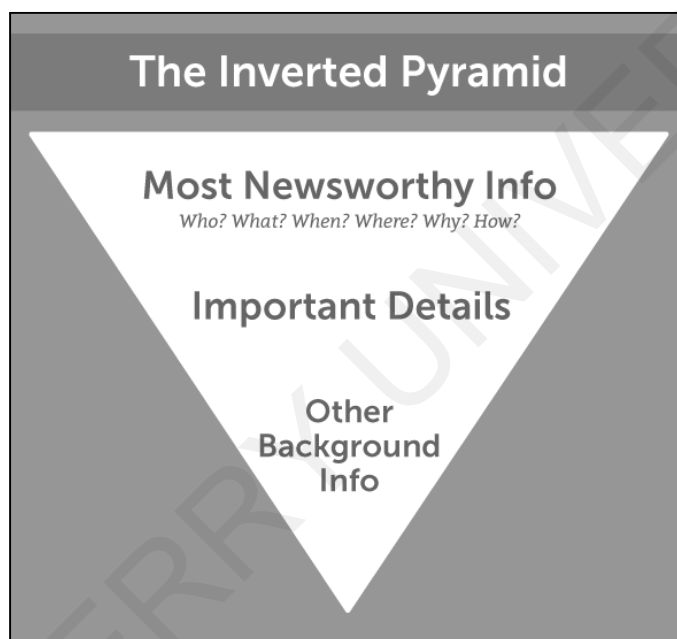 The Inverted Pyramid
Most Newsworthy Info
Who? What? When? Where? Why? How?
Important Details
Other
Background
Info